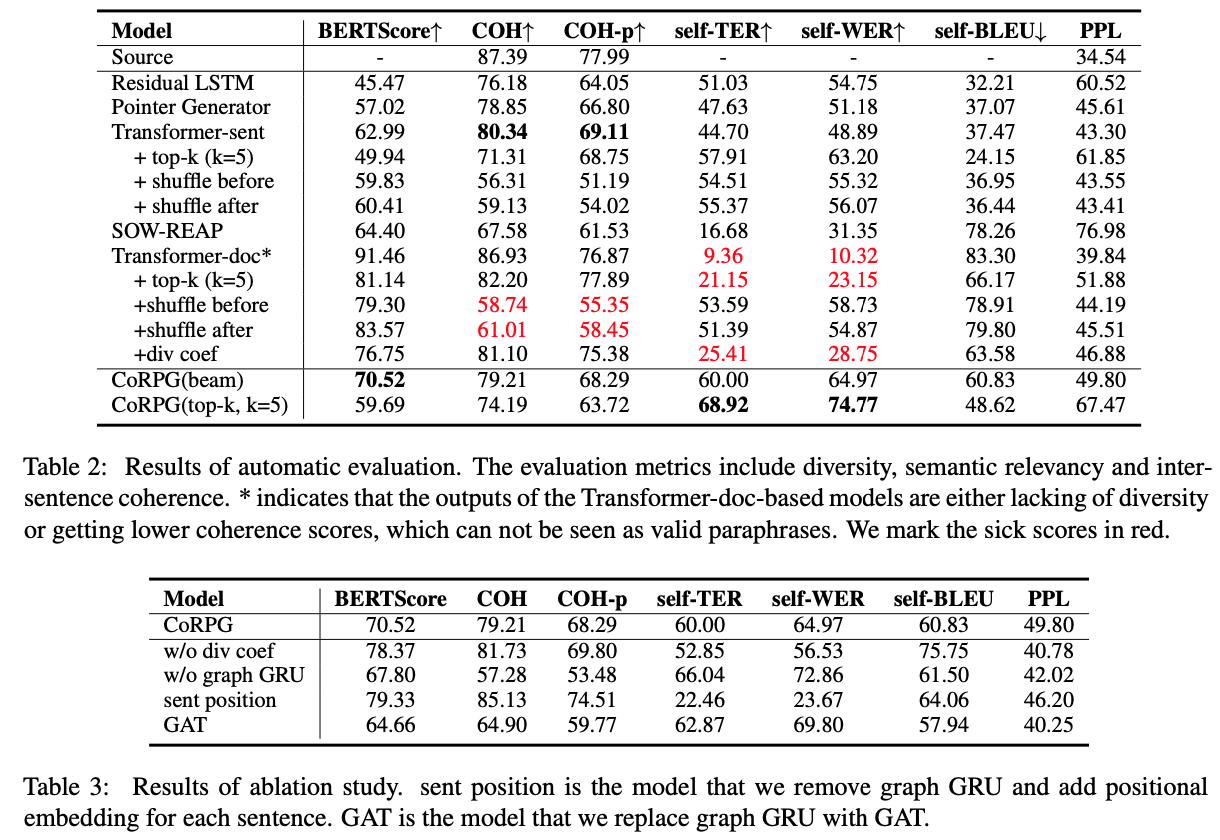 Model BERTScore↑ COH↑ COH-p↑ self-TER↑ self-WER↑ self-BLEU↓ PPL
Source - 87.39 77.99 - - - 34.54
Residual LSTM 45.47 76.18 64.05 51.03 54.75 32.21 60.52
Pointer Generator 57.02 78.85 66.80 47.63 51.18 37.07 45.61
Transformer-sent 62.99 80.34 69.11 44.70 48.89 37.47 43.30
+ top-k (k=5) 49.94 71.31 68.75 57.91 63.20 24.15 61.85
+ shuffle before 59.83 56.31 51.19 54.51 55.32 36.95 43.55
+ shuffle after 60.41 59.13 54.02 55.37 56.07 36.44 43.41
SOW-REAP 64.40 67.58 61.53 16.68 31.35 78.26 76.98
Transformer-doc* 91.46 86.93 76.87 9.36 10.32 83.30 39.84
+ top-k (k=5) 81.14 82.20 77.89 21.15 23.15 66.17 51.88
+shuffle before 79.30 58.74 55.35 53.59 58.73 78.91 44.19
+shuffle after 83.57 61.01 58.45 51.39 54.87 79.80 45.51
+div coef 76.75 81.10 75.38 25.41 28.75 63.58 46.88
CoRPG(beam) 70.52 79.21 68.29 60.00 64.97 60.83 49.80
CoRPG(top-k, k=5) 59.69 74.19 63.72 68.92 74.77 48.62 67.47
Table 2: Results of automatic evaluation. The evaluation metrics include diversity, semantic relevancy and inter-
sentence coherence. * indicates that the outputs of the Transformer-doc-based models are either lacking of diversity
or getting lower coherence scores, which can not be seen as valid paraphrases. We mark the sick scores in red.
Model BERTScore COH COH-p self-TER self-WER self-BLEU PPL
CoRPG 70.52 79.21 68.29 60.00 64.97 60.83 49.80
w/o div coef 78.37 81.73 69.80 52.85 56.53 75.75 40.78
w/o graph GRU 67.80 57.28 53.48 66.04 72.86 61.50 42.02
sent position 79.33 85.13 74.51 22.46 23.67 64.06 46.20
GAT 64.66 64.90 59.77 62.87 69.80 57.94 40.25
Table 3: Results of ablation study. sent position is the model that we remove graph GRU and add positional
embedding for each sentence. GAT is the model that we replace graph GRU with GAT.